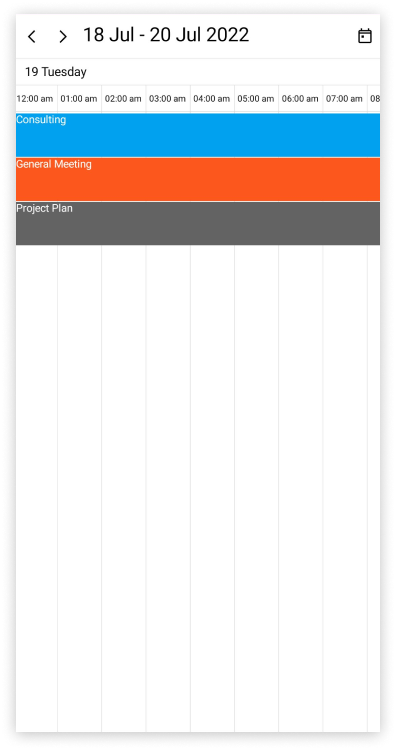 18 Jul - 20 Jul 2022
19 Tuesday
12:00 am 01:00 am 02:00 am 03:00 am 04:00 am 05:00 am 06:00 am 07:00 am 08
Consulting
General Meeting
Project Plan